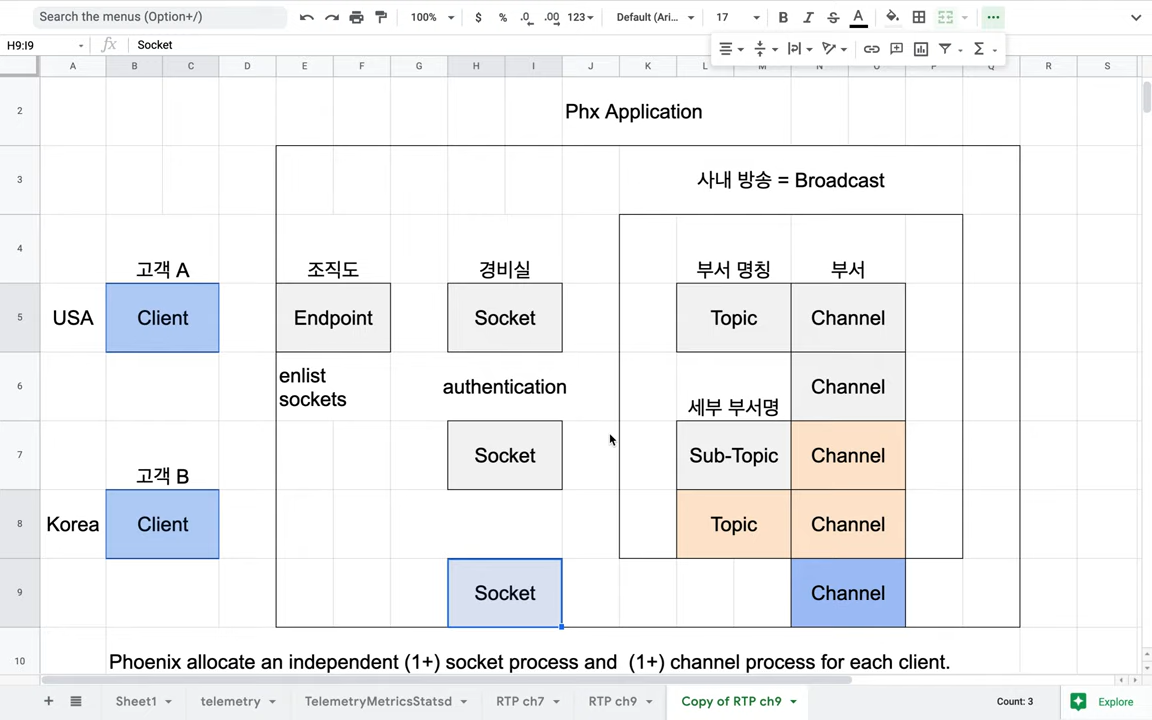 Search the menus (Option+/)
100%
$ % .0 .00 123
Default (Ari...
17
B I S A
H9:I9
fx
Socket
A B C D E F G H I J K L M N O P Q R S
2
Phx Application
3
사내 방송 = Broadcast
4
고객 A
조직도
경비실
부서 명칭
부서
5
USA
Client
Endpoint
Socket
Topic
Channel
6
enlist
sockets
authentication
세부 부서명
Channel
7
고객 B
Socket
Sub-Topic
Channel
8
Korea
Client
Topic
Channel
9
Socket
Channel
10
Phoenix allocate an independent (1+) socket process and (1+) channel process for each client.
Sheet1
telemetry
TelemetryMetricsStatsd
RTP ch7
RTP ch9
Copy of RTP ch9
Count: 3
Explore